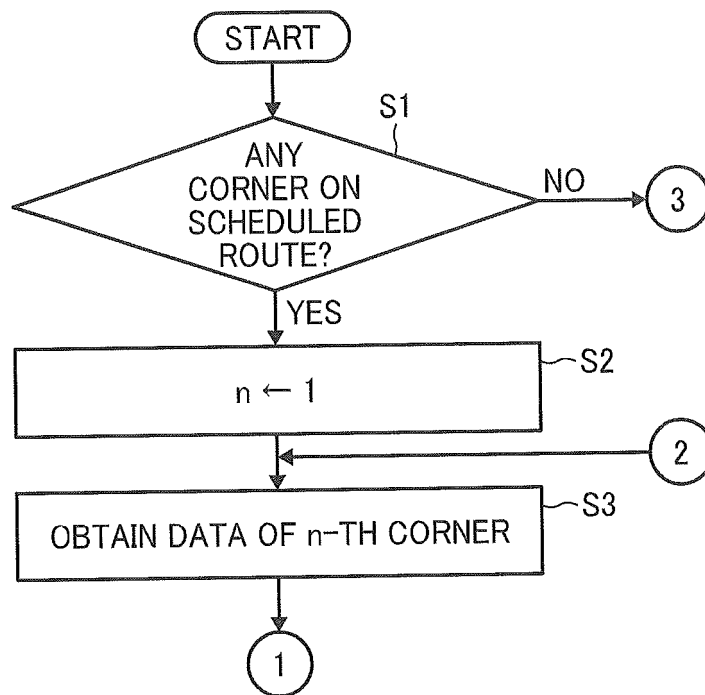 START
S1
ANY
CORNER ON
SCHEDULED
ROUTE?
NO
3
YES
S2
n ← 1
2
S3
OBTAIN DATA OF n-TH CORNER
1